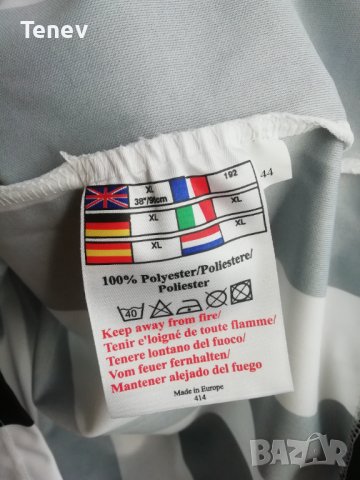 Tenev
44
XL 192
38"/96cm
XL XL
XL XL
100% Polyester/Poliestere/
Poliester
40
Keep away from fire/
Tenir e'loigné de toute flamme/
Tenere lontano del fuoco/
Vom feuer fernhalten/
Mantener alejado del fuego
Made in Europe
414
BAZAR